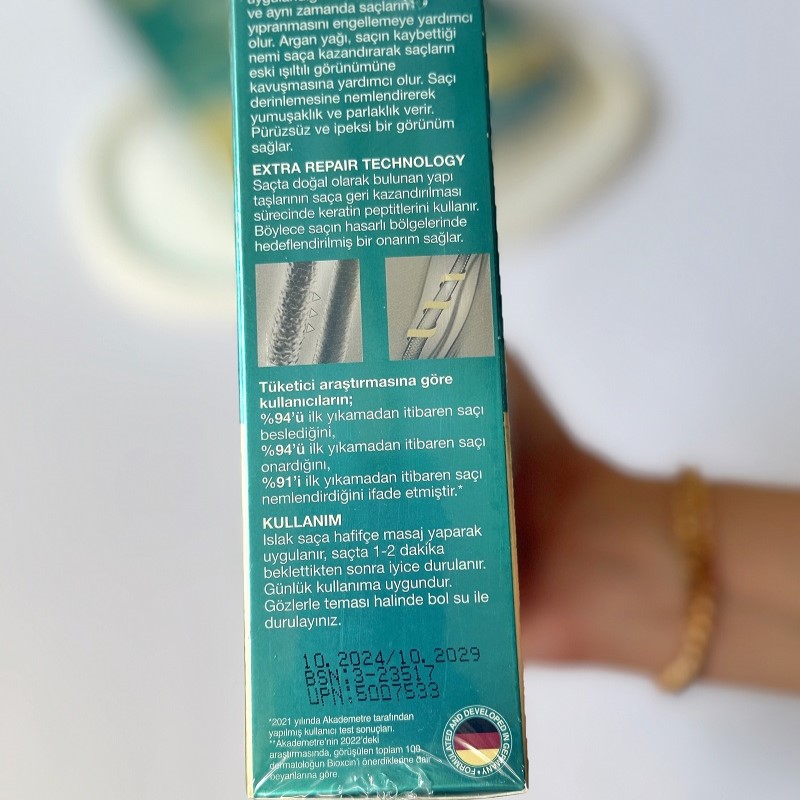 ve aynı zamanda saçların
yıpranmasını engellemeye yardımcı
olur. Argan yağı, saçın kaybettiği
nemi saça kazandırarak saçların
eski ışıltılı görünümüne
kavuşmasına yardımcı olur. Saçı
derinlemesine nemlendirerek
yumuşaklık ve parlaklık verir.
Pürüzsüz ve ipeksi bir görünüm
sağlar.
EXTRA REPAIR TECHNOLOGY
Saçta doğal olarak bulunan yapı
taşlarının saça geri kazandırılması
sürecinde keratin peptitlerini kullanır.
Böylece saçın hasarlı bölgelerinde
hedeflendirilmiş bir onarım sağlar.
Tüketici araştırmasına göre
kullanıcıların;
%94'ü ilk yıkamadan itibaren saçı
beslediğini,
%94'ü ilk yıkamadan itibaren saçı
onardığını,
%91'i ilk yıkamadan itibaren saçı
nemlendirdiğini ifade etmiştir.*
KULLANIM
Islak saça hafifçe masaj yaparak
uygulanır, saçta 1-2 dakika
beklettikten sonra iyice durulanır.
Günlük kullanıma uygundur.
Gözlerle teması halinde bol su ile
durulayınız.
10.2024/10.2029
BSN:3-23517
UPN:5007533
*2021 yılında Akademetre tarafından
yapılmış kullanıcı test sonuçları.
**Akademetre'nin 2022'deki
araştırmasında, görüşülen toplam 100
dermatoloğun Bioxcin'i önerdiklerine dair
beyanlarına göre.
FORMULATED AND DEVELOPED IN GERMANY